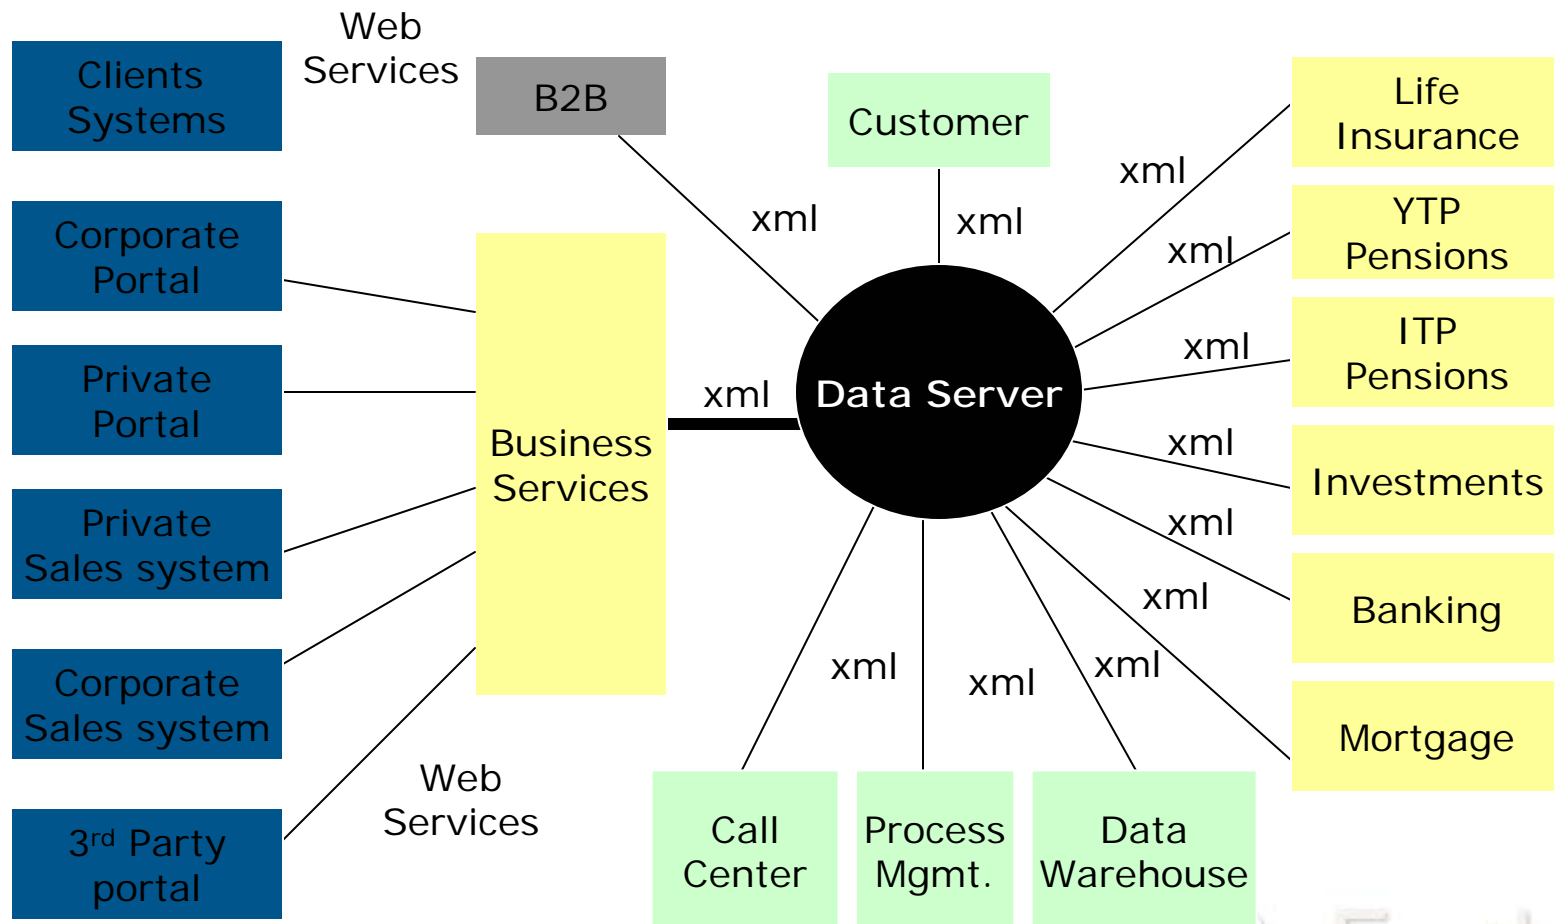 Web
Services
Clients
Systems
B2B
Customer
Life
Insurance
xml
xml
xml
Corporate
Portal
YTP
Pensions
xml
ITP
Pensions
xml
Private
Portal
xml
Data Server
Business
Services
xml
Investments
Private
Sales system
xml
Banking
xml
Corporate
Sales system
xml
xml
xml
Mortgage
Web
Services
3rd Party
portal
Call
Center
Process
Mgmt.
Data
Warehouse